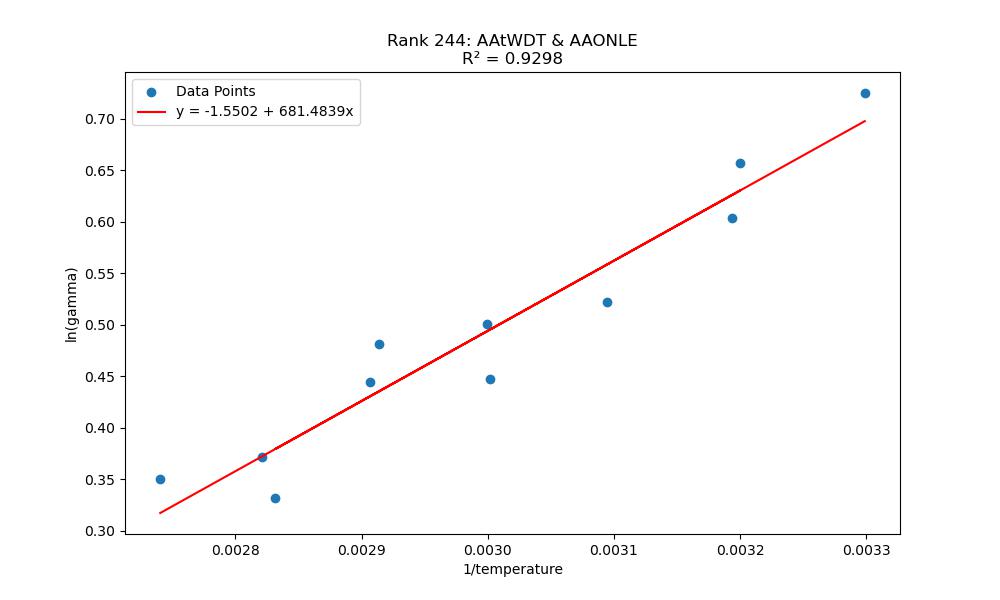 Rank 244: AAtWDT & AAONLE
R² = 0.9298
Data Points
y = -1.5502 + 681.4839x
ln(gamma)
0.70
0.65
0.60
0.55
0.50
0.45
0.40
0.35
0.30
0.0028 0.0029 0.0030 0.0031 0.0032 0.0033
1/temperature